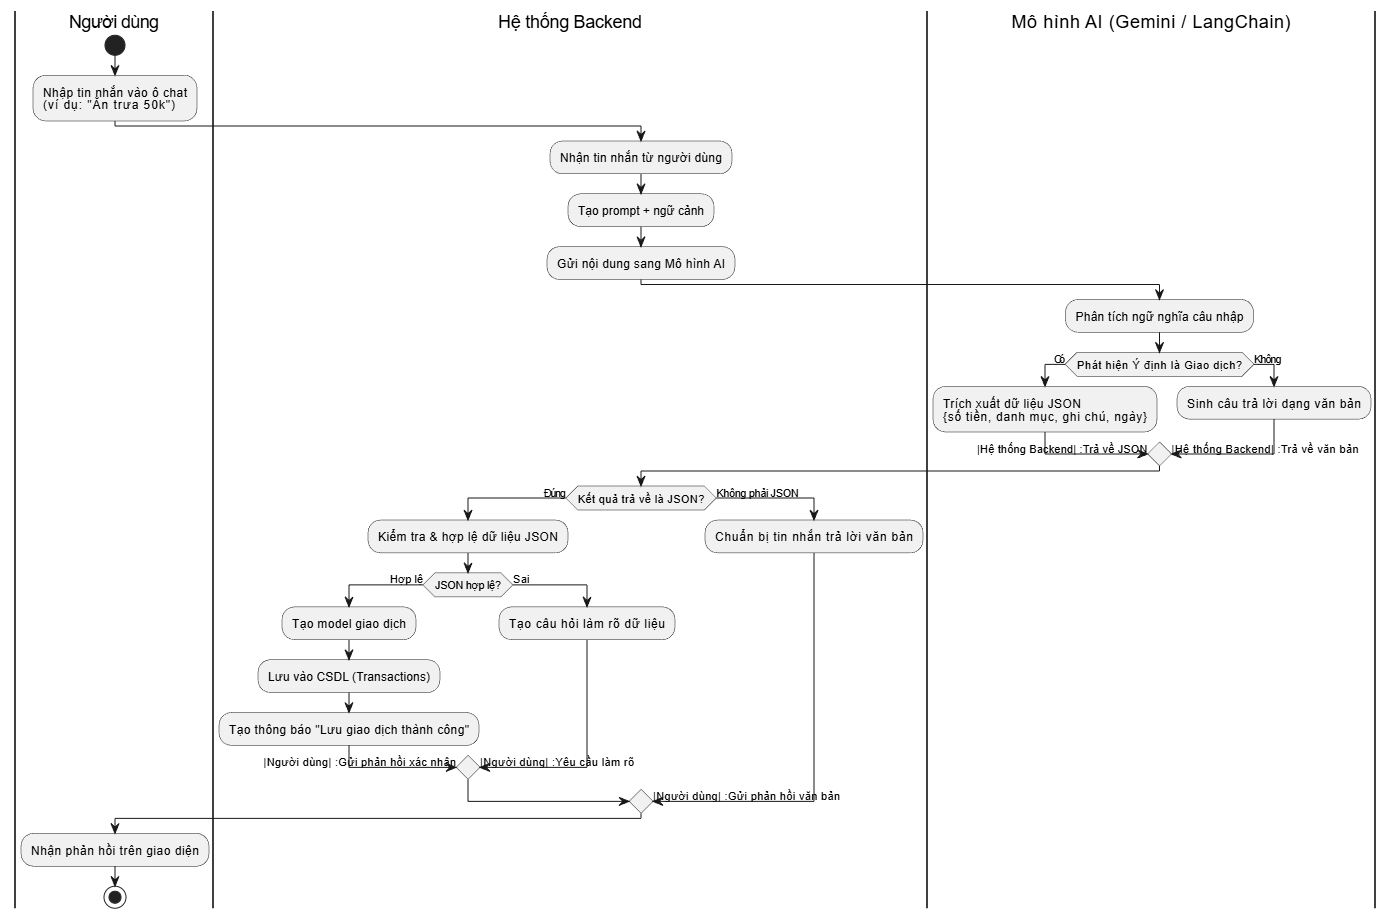 Người dùng
Hệ thống Backend
Mô hình AI (Gemini / LangChain)
Nhập tin nhắn vào ô chat
(ví dụ: "Ăn trưa 50k")
Nhận tin nhắn từ người dùng
Tạo prompt + ngữ cảnh
Gửi nội dung sang Mô hình AI
Phân tích ngữ nghĩa câu nhập
Có
Phát hiện Ý định là Giao dịch?
Không
Trích xuất dữ liệu JSON
{số tiền, danh mục, ghi chú, ngày}
Sinh câu trả lời dạng văn bản
|Hệ thống Backend| :Trả về JSON
|Hệ thống Backend| :Trả về văn bản
Đúng
Kết quả trả về là JSON?
Không phải JSON
Kiểm tra & hợp lệ dữ liệu JSON
Chuẩn bị tin nhắn trả lời văn bản
Hợp lệ
JSON hợp lệ?
Sai
Tạo model giao dịch
Tạo câu hỏi làm rõ dữ liệu
Lưu vào CSDL (Transactions)
Tạo thông báo "Lưu giao dịch thành công"
|Người dùng| :Gửi phản hồi xác nhận
|Người dùng| :Yêu cầu làm rõ
|Người dùng| :Gửi phản hồi văn bản
Nhận phản hồi trên giao diện